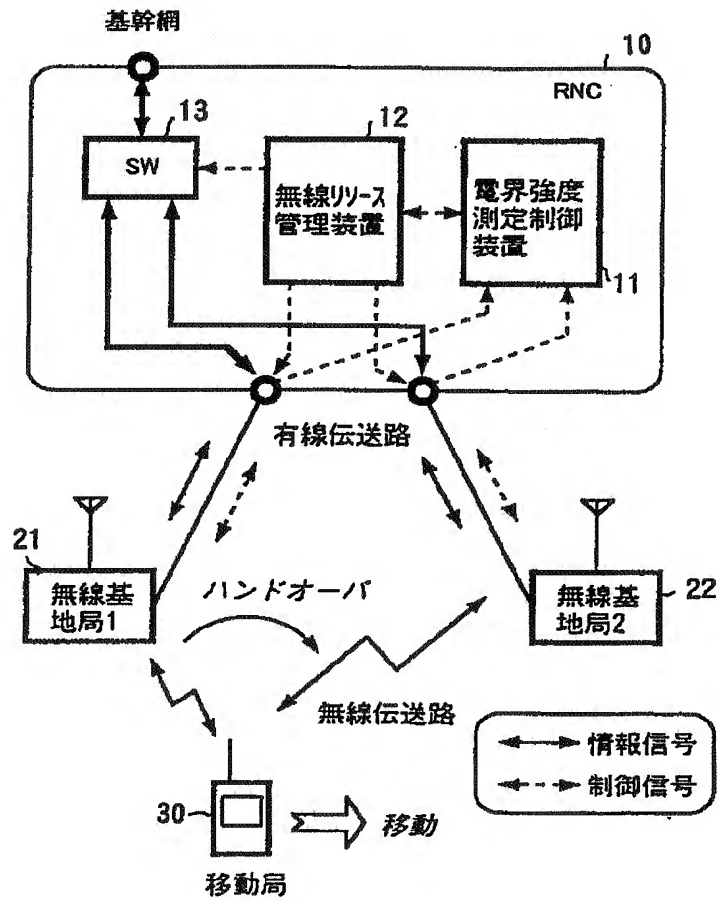 基幹網
10
RNC
13
SW
12
無線リソース
管理装置
電界強度
測定制御
装置
11
有線伝送路
21
無線基
地局1
ハンドオーバ
無線基
地局2
22
無線伝送路
情報信号
制御信号
30
移動
移動局